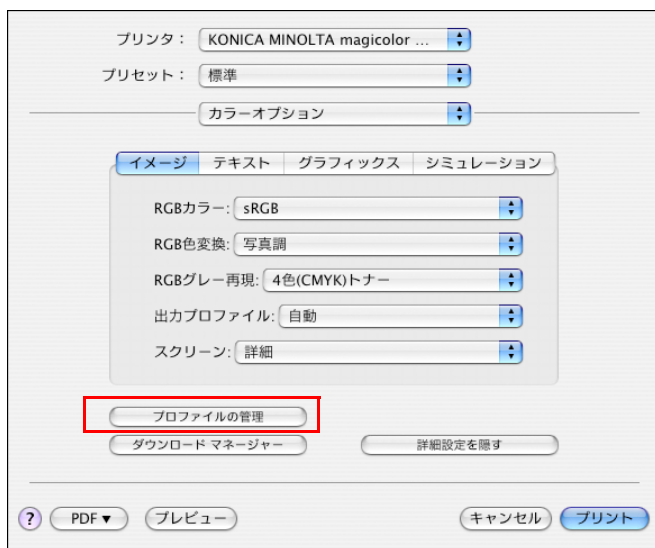 プリンタ： KONICA MINOLTA magicolor ...
プリセット： 標準
カラーオプション
イメージ テキスト グラフィックス シミュレーション
RGBカラー: sRGB
RGB色変換: 写真調
RGBグレー再現: 4色(CMYK)トナー
出力プロファイル: 自動
スクリーン: 詳細
プロファイルの管理
ダウンロード マネージャー 詳細設定を隠す
? PDF▼ プレビュー キャンセル プリント